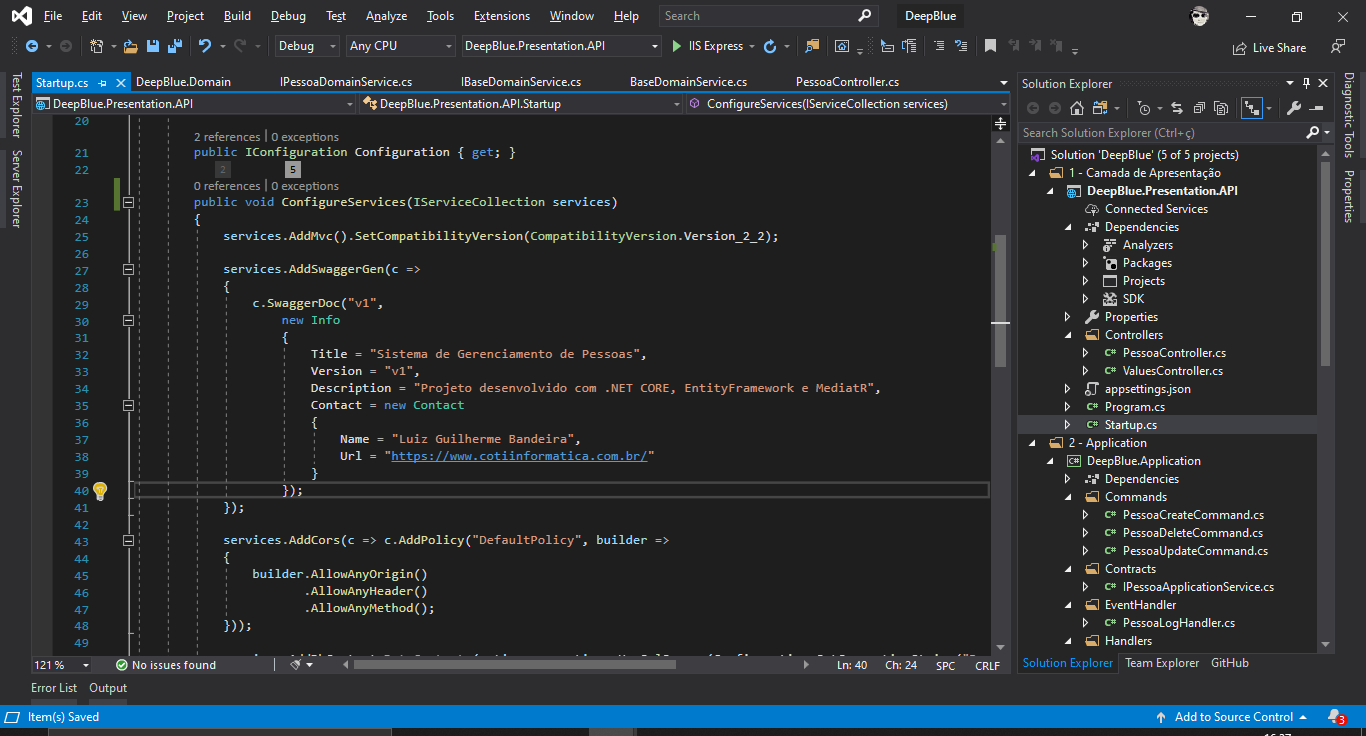 File Edit View Project Build Debug Test Analyze Tools Extensions Window Help Search DeepBlue
Debug Any CPU DeepBlue.Presentation.API IIS Express Live Share
Startup.cs DeepBlue.Domain IPessoaDomainService.cs IBaseDomainService.cs BaseDomainService.cs PessoaController.cs
DeepBlue.Presentation.API DeepBlue.Presentation.API.Startup ConfigureServices(IServiceCollection services)
Test Explorer
Server Explorer
20
2 references | 0 exceptions
21 public IConfiguration Configuration { get; }
22 2 5
0 references | 0 exceptions
23 public void ConfigureServices(IServiceCollection services)
24 {
25 services.AddMvc().SetCompatibilityVersion(CompatibilityVersion.Version_2_2);
26
27 services.AddSwaggerGen(c =>
28 {
29 c.SwaggerDoc("v1",
30 new Info
31 {
32 Title = "Sistema de Gerenciamento de Pessoas",
33 Version = "v1",
34 Description = "Projeto desenvolvido com .NET CORE, EntityFramework e MediatR",
35 Contact = new Contact
36 {
37 Name = "Luiz Guilherme Bandeira",
38 Url = "https://www.cotiinformatica.com.br/"
39 }
40 });
41 });
42
43 services.AddCors(c => c.AddPolicy("DefaultPolicy", builder =>
44 {
45 builder.AllowAnyOrigin()
46 .AllowAnyHeader()
47 .AllowAnyMethod();
48 }));
49
121 % No issues found Ln: 40 Ch: 24 SPC CRLF
Solution Explorer
Search Solution Explorer (Ctrl+ç)
Solution 'DeepBlue' (5 of 5 projects)
1 - Camada de Apresentação
DeepBlue.Presentation.API
Connected Services
Dependencies
Analyzers
Packages
Projects
SDK
Properties
Controllers
C# PessoaController.cs
C# ValuesController.cs
appsettings.json
C# Program.cs
C# Startup.cs
2 - Application
C# DeepBlue.Application
Dependencies
Commands
C# PessoaCreateCommand.cs
C# PessoaDeleteCommand.cs
C# PessoaUpdateCommand.cs
Contracts
C# IPessoaApplicationService.cs
EventHandler
C# PessoaLogHandler.cs
Handlers
Solution Explorer Team Explorer GitHub
Diagnostic Tools
Properties
Error List Output
Item(s) Saved Add to Source Control 3